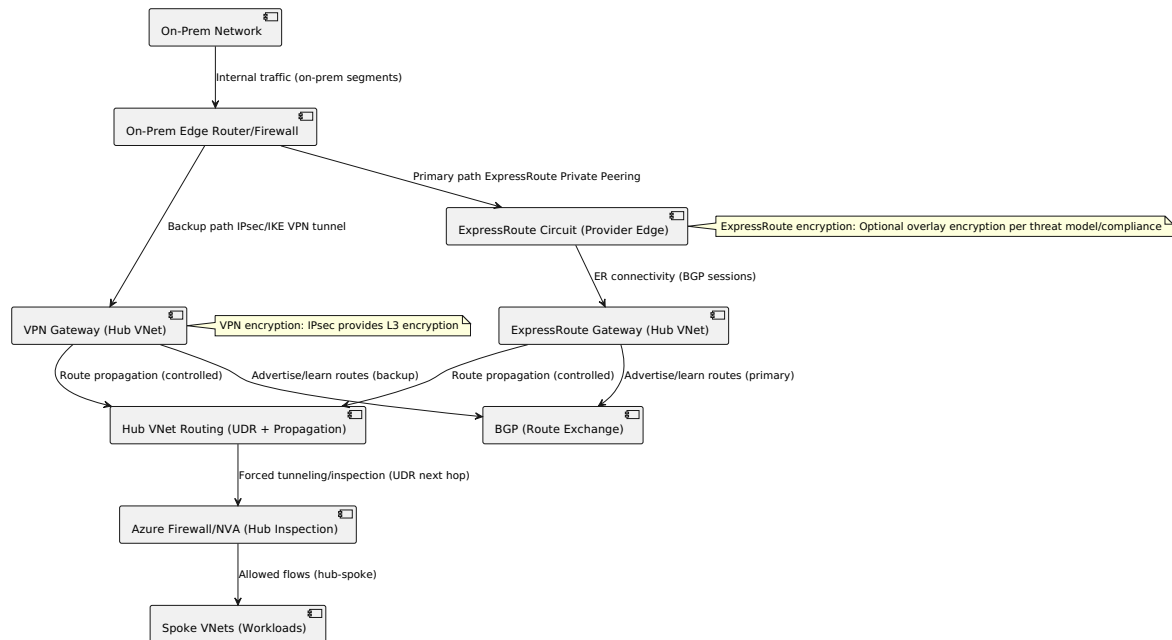 On-Prem Network
Internal traffic (on-prem segments)
On-Prem Edge Router/Firewall
Primary path ExpressRoute Private Peering
Backup path IPsec/IKE VPN tunnel
ExpressRoute Circuit (Provider Edge)
ExpressRoute encryption: Optional overlay encryption per threat model/compliance
ER connectivity (BGP sessions)
VPN Gateway (Hub VNet)
VPN encryption: IPsec provides L3 encryption
ExpressRoute Gateway (Hub VNet)
Route propagation (controlled)
Advertise/learn routes (backup)
Route propagation (controlled)
Advertise/learn routes (primary)
Hub VNet Routing (UDR + Propagation)
BGP (Route Exchange)
Forced tunneling/inspection (UDR next hop)
Azure Firewall/NVA (Hub Inspection)
Allowed flows (hub-spoke)
Spoke VNets (Workloads)